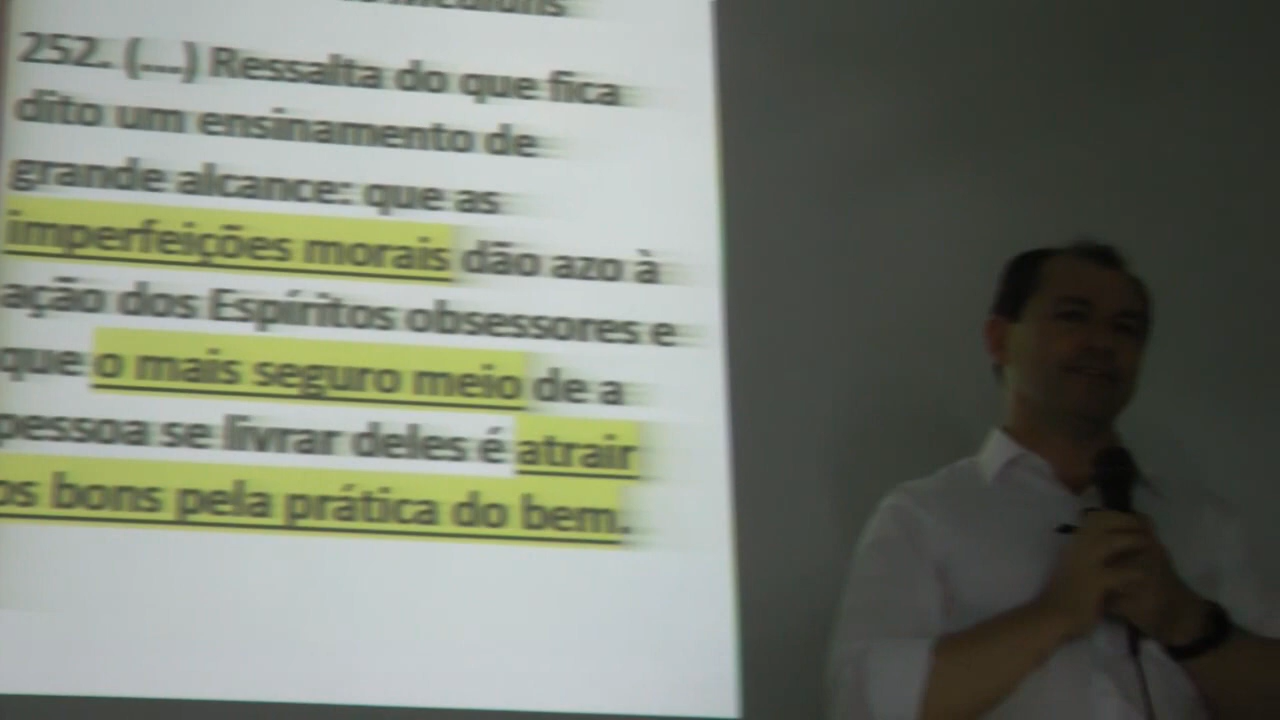 252. (...) Ressalta do que fica
dito um ensinamento de
grande alcance: que as
imperfeições morais dão azo à
ação dos Espíritos obsessores e
que o mais seguro meio de a
pessoa se livrar deles é atrair
os bons pela prática do bem.